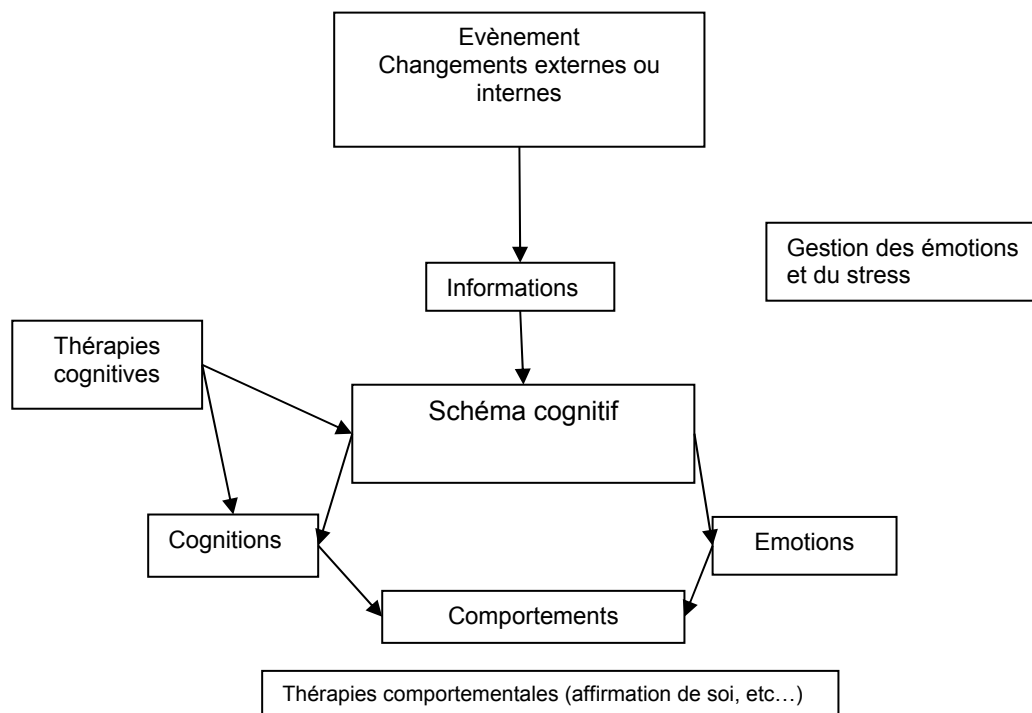 Evènement
Changements externes ou
internes
Gestion des émotions
et du stress
Informations
Thérapies
cognitives
Schéma cognitif
Cognitions
Emotions
Comportements
Thérapies comportementales (affirmation de soi, etc…)